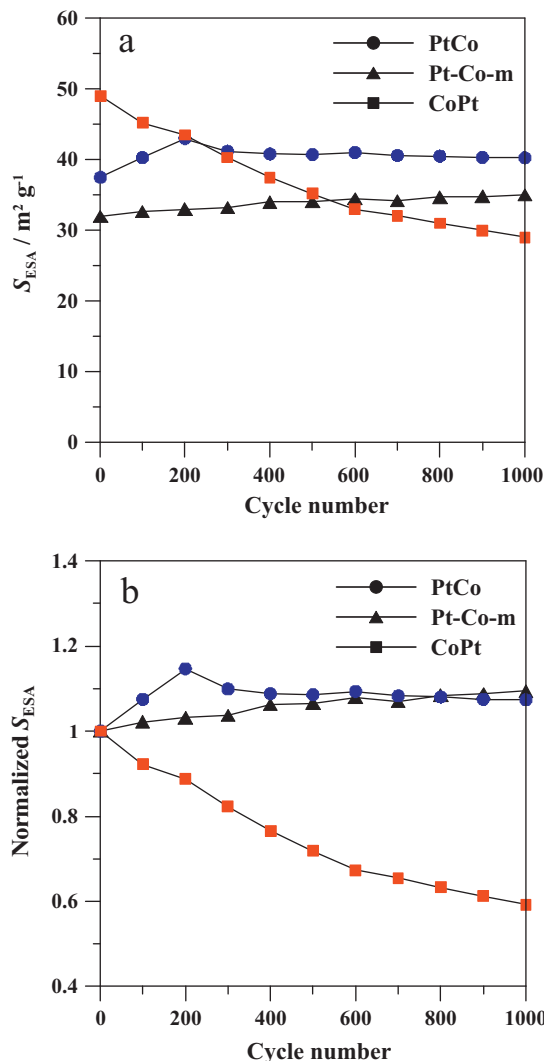 a
PtCo
Pt-Co-m
CoPt
60
50
40
30
20
10
0
S_ESA / m² g⁻¹
0 200 400 600 800 1000
Cycle number
b
PtCo
Pt-Co-m
CoPt
1.4
1.2
1
0.8
0.6
0.4
Normalized S_ESA
0 200 400 600 800 1000
Cycle number